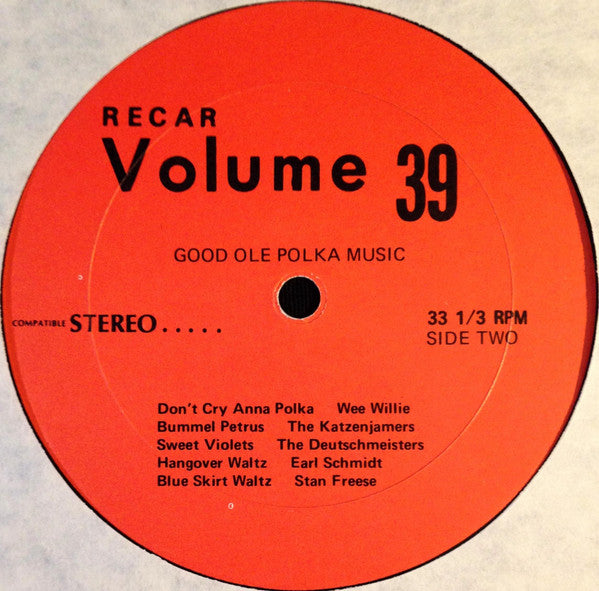 RECAR
Volume 39
GOOD OLE POLKA MUSIC
COMPATIBLE STEREO..... 33 1/3 RPM
SIDE TWO
Don't Cry Anna Polka Wee Willie
Bummel Petrus The Katzenjamers
Sweet Violets The Deutschmeisters
Hangover Waltz Earl Schmidt
Blue Skirt Waltz Stan Freese